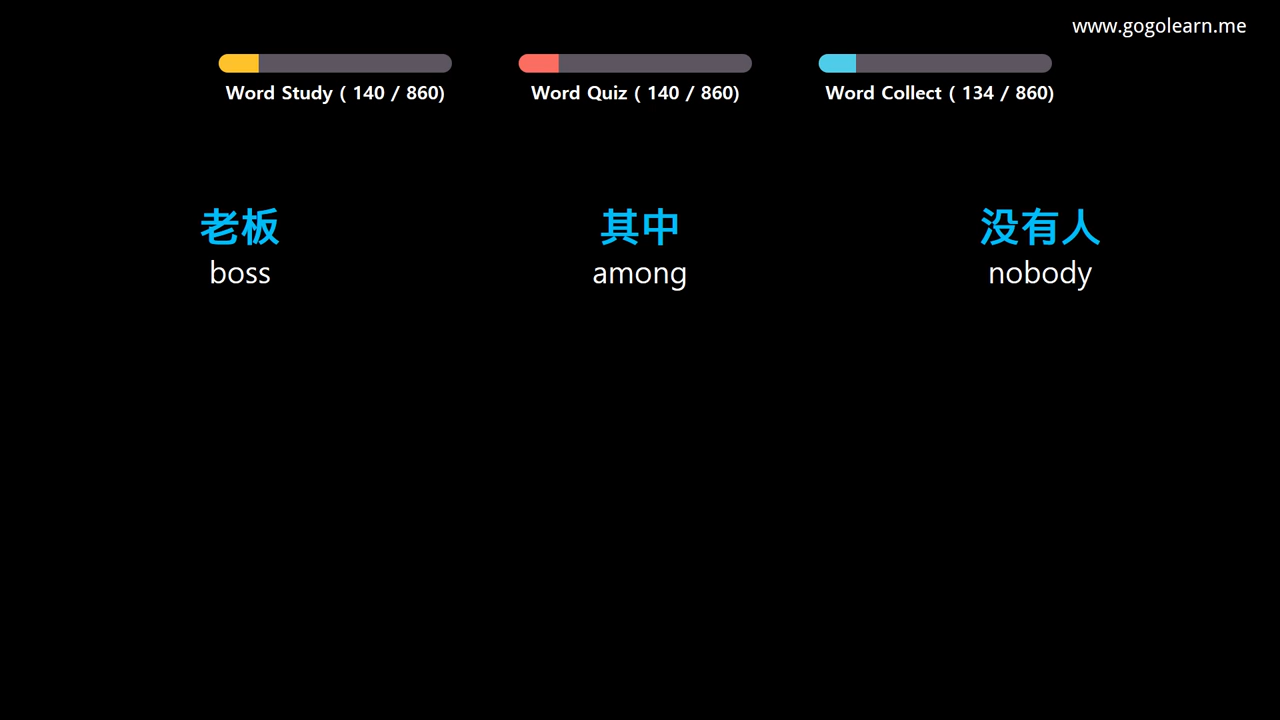 www.gogolearn.me
Word Study ( 140 / 860)
Word Quiz ( 140 / 860)
Word Collect ( 134 / 860)
老板
boss
其中
among
没有人
nobody